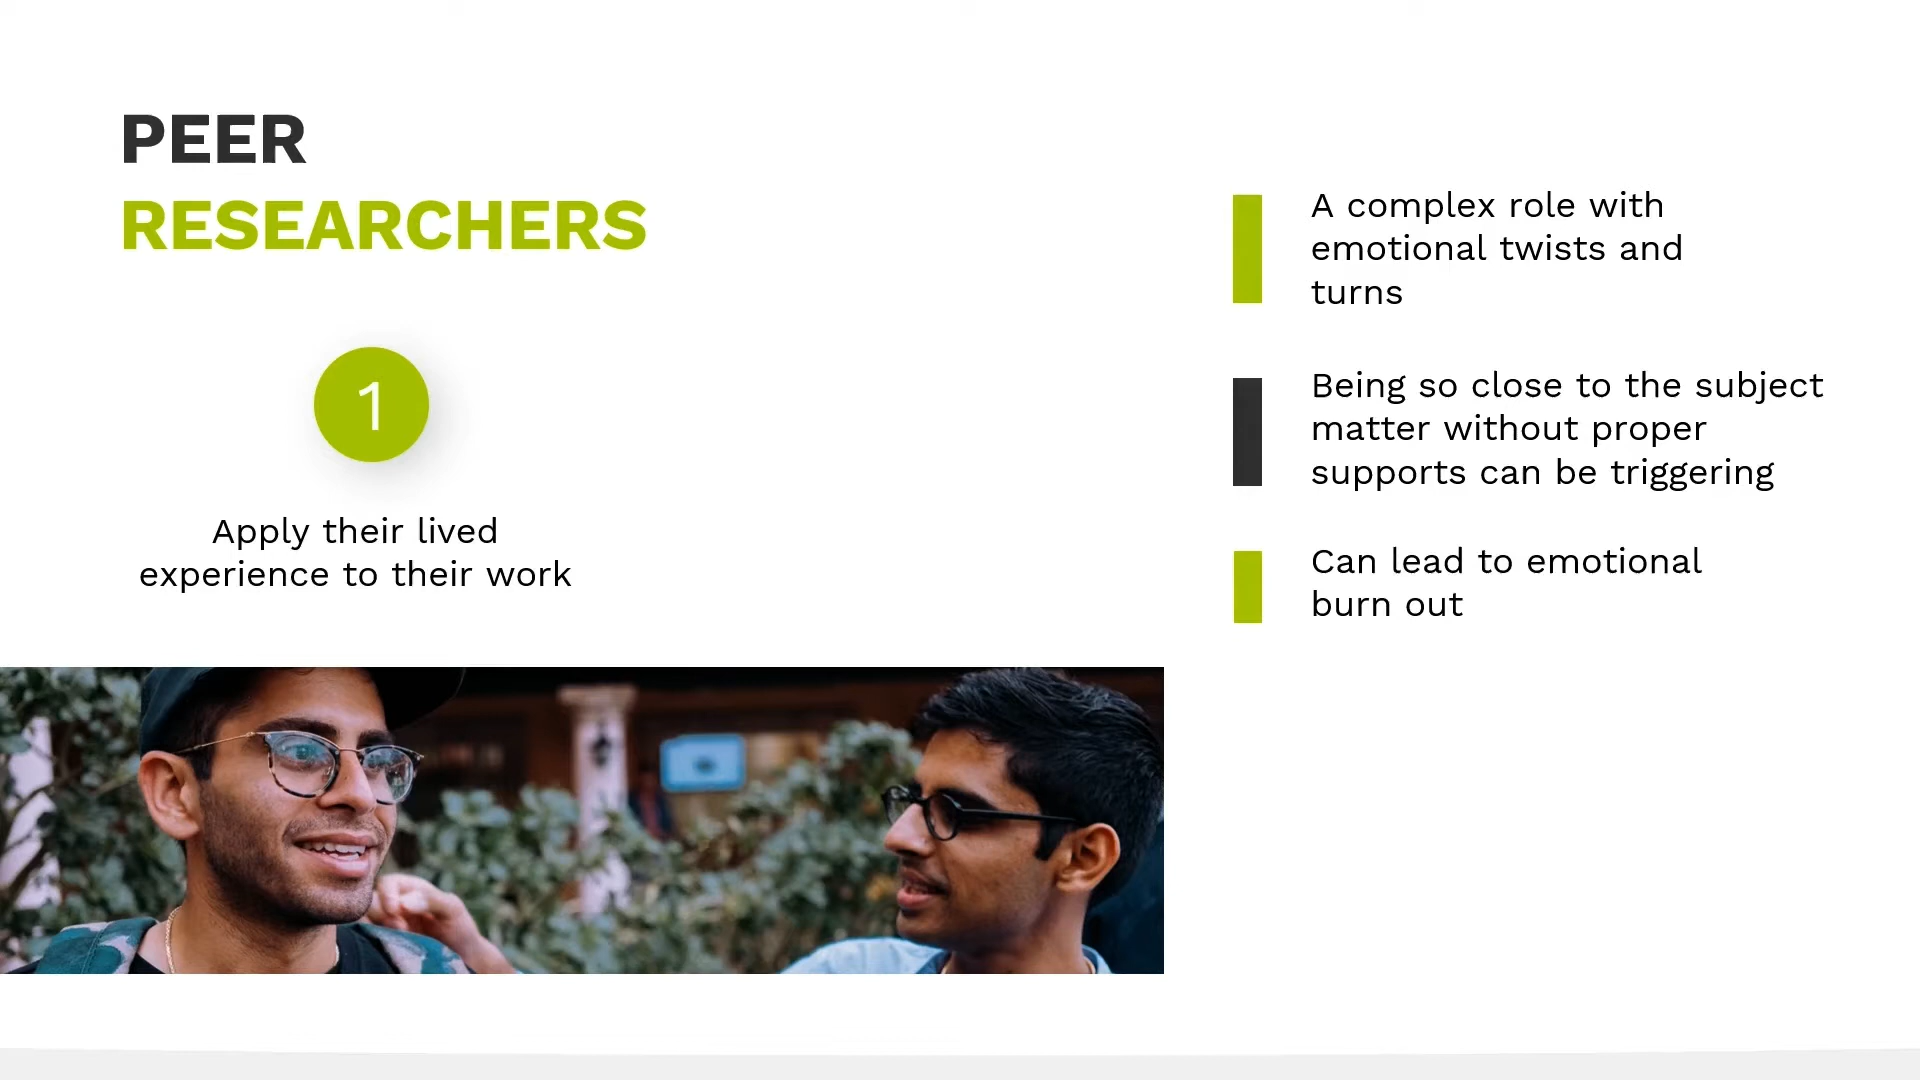 PEER
RESEARCHERS
1
Apply their lived
experience to their work
A complex role with
emotional twists and
turns
Being so close to the subject
matter without proper
supports can be triggering
Can lead to emotional
burn out